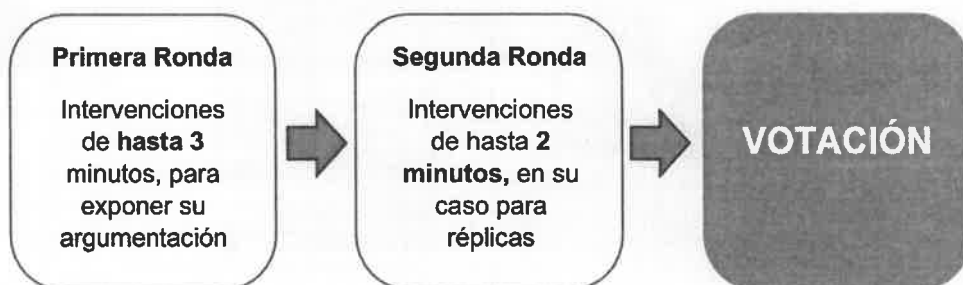 Primera Ronda
Intervenciones
de hasta 3
minutos, para
exponer su
argumentación
Segunda Ronda
Intervenciones
de hasta 2
minutos, en su
caso para
réplicas
VOTACIÓN